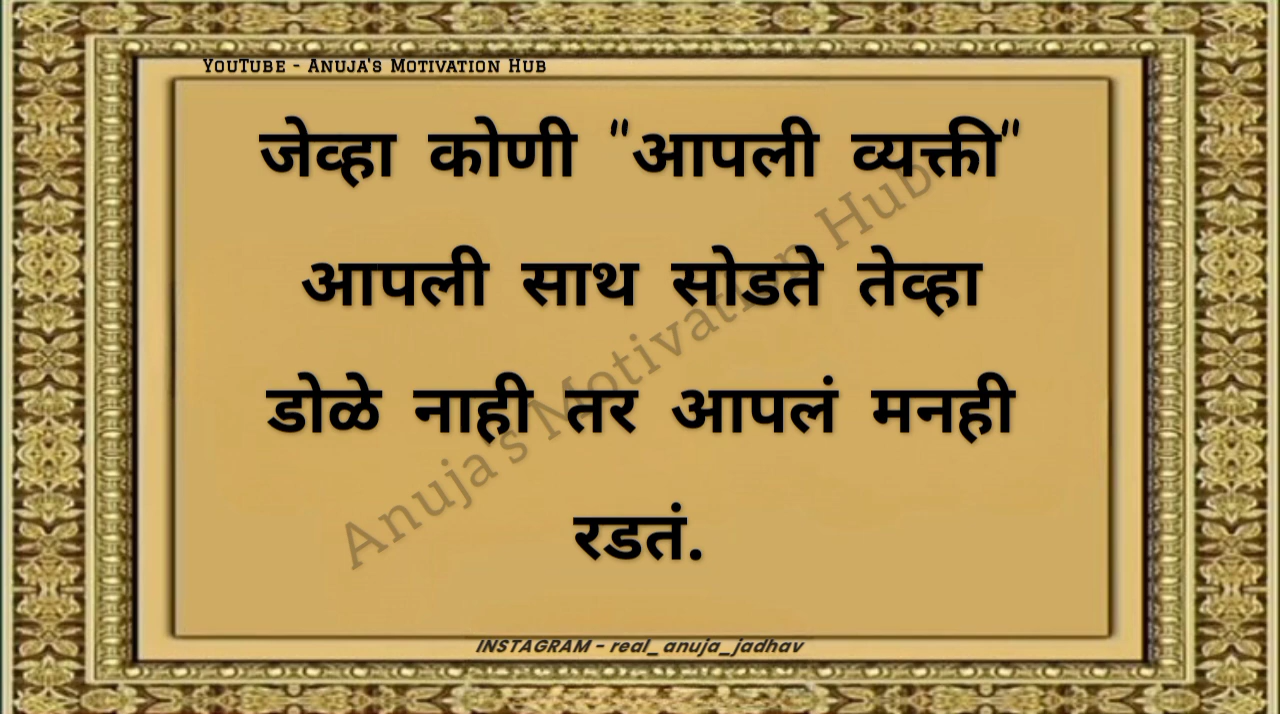 YouTube - Anuja's Motivation Hub
जेव्हा कोणी "आपली व्यक्ती"
आपली साथ सोडते तेव्हा
डोळे नाही तर आपलं मनही
रडतं.
Anuja's Motivation Hub
INSTAGRAM - real_anuja_jadhav